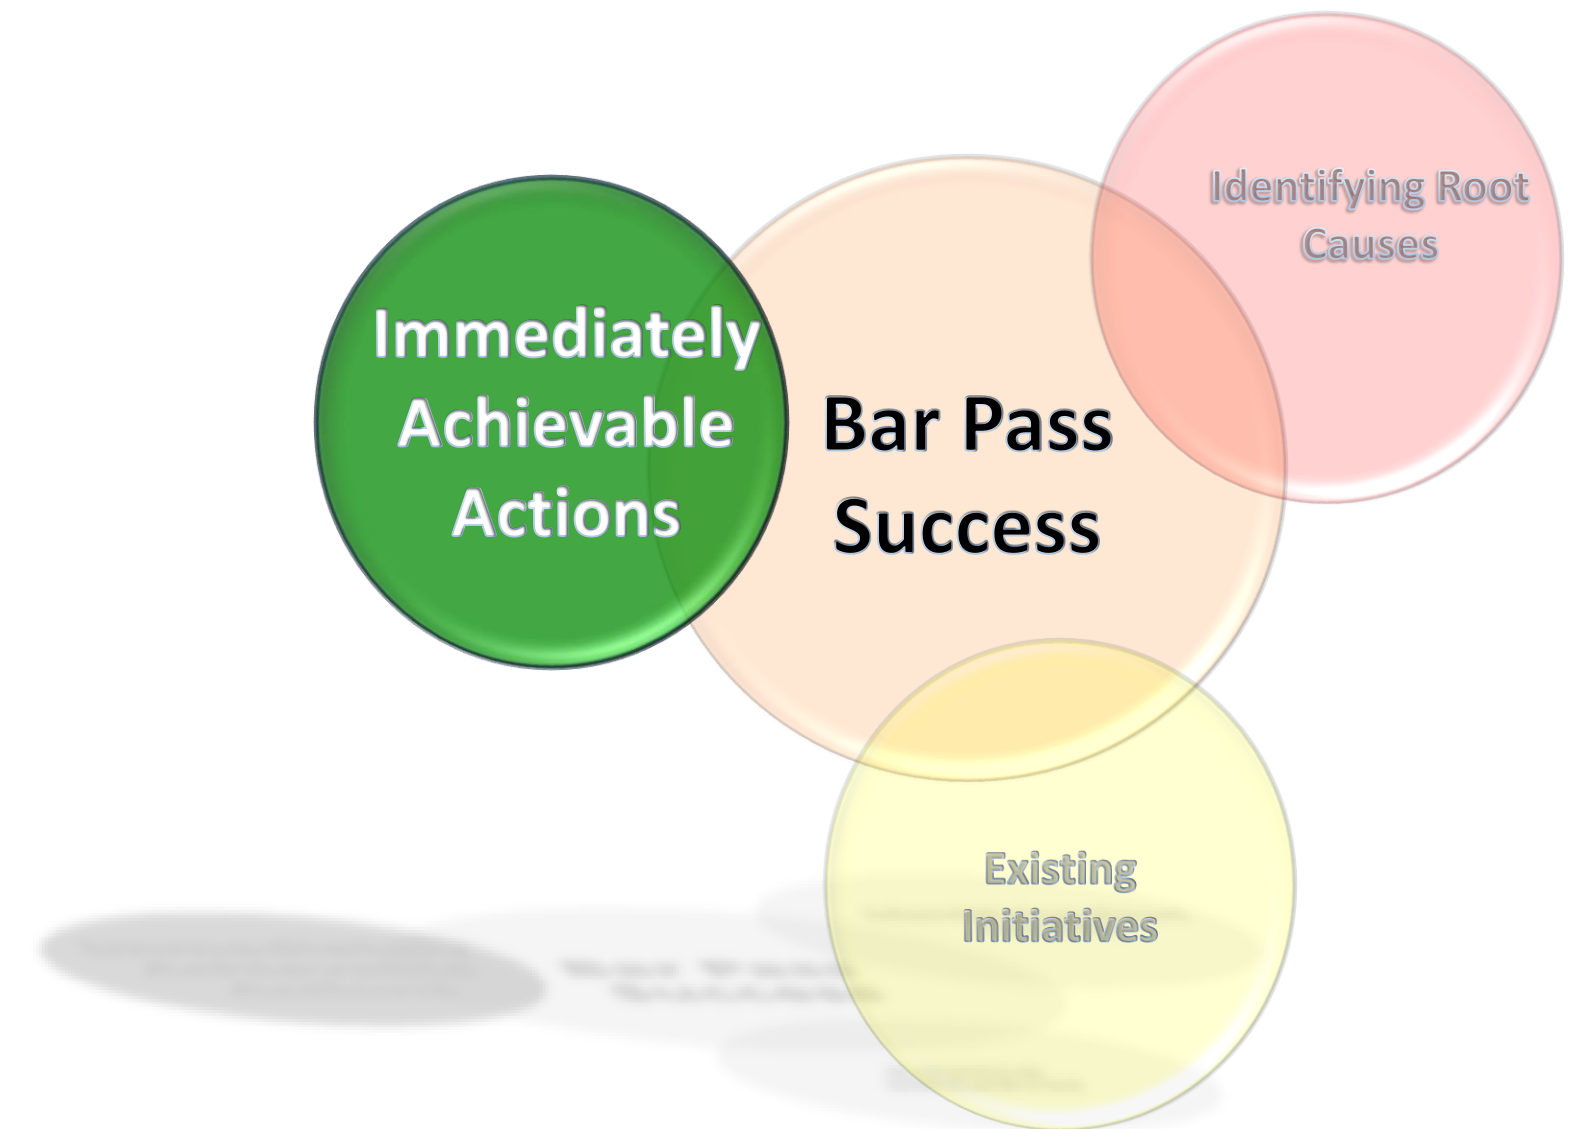 Identifying Root
Causes
Immediately
Achievable
Actions
Bar Pass
Success
Existing
Initiatives